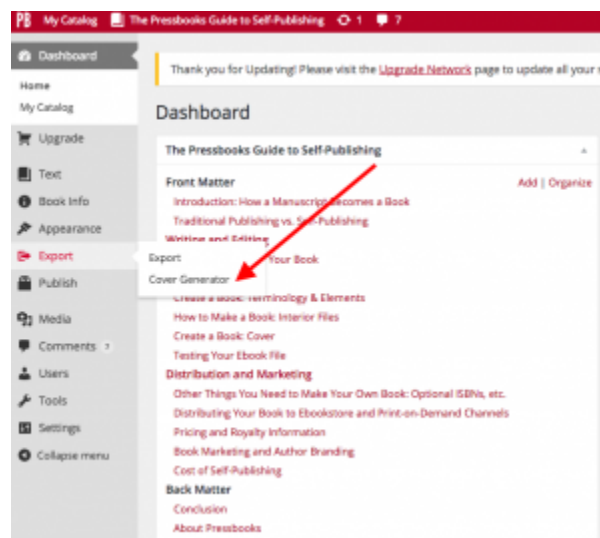 PB My Catalog The Pressbooks Guide to Self-Publishing 1 7
Dashboard
Home
My Catalog
Upgrade
Text
Book Info
Appearance
Export
Publish
Media
Comments 7
Users
Tools
Settings
Collapse menu
Export
Cover Generator
Thank you for Updating! Please visit the Upgrade Network page to update all your
Dashboard
The Pressbooks Guide to Self-Publishing
Front Matter Add | Organize
Introduction: How a Manuscript Becomes a Book
Traditional Publishing vs. Self-Publishing
Writing and Editing
Your Book
Create a Book: Terminology & Elements
How to Make a Book: Interior Files
Create a Book: Cover
Testing Your Ebook File
Distribution and Marketing
Other Things You Need to Make Your Own Book: Optional ISBNs, etc.
Distributing Your Book to Ebookstore and Print-on-Demand Channels
Pricing and Royalty Information
Book Marketing and Author Branding
Cost of Self-Publishing
Back Matter
Conclusion
About Pressbooks